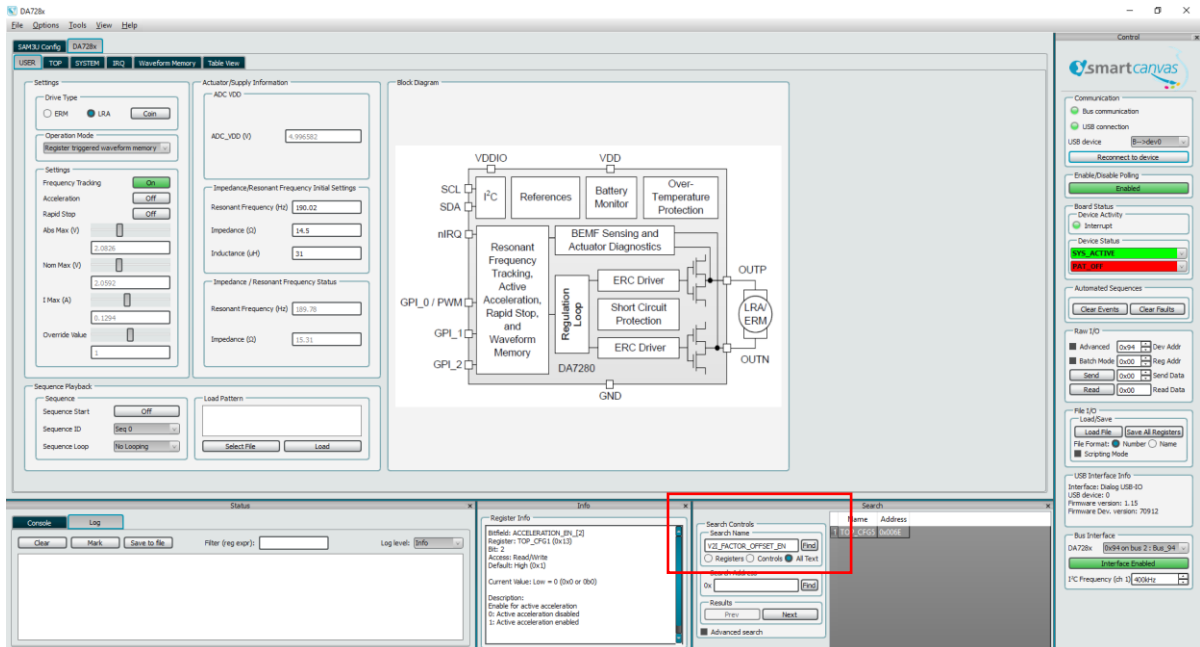 DA728x
File Options Tools View Help
SAM3U Config DA728x
USER TOP SYSTEM IRQ Waveform Memory Table View
Settings
Drive Type
ERM LRA Coin
Operation Mode
Register triggered waveform memory
Settings
Frequency Tracking On
Acceleration Off
Rapid Stop Off
Abs Max (V)
2.0826
Nom Max (V)
2.0592
I Max (A)
0.1294
Override Value
1
Actuator/Supply Information
ADC VDD
ADC_VDD (V) 4.996582
Impedance/Resonant Frequency Initial Settings
Resonant Frequency (Hz) 190.02
Impedance (Ω) 14.5
Inductance (uH) 31
Impedance / Resonant Frequency Status
Resonant Frequency (Hz) 189.78
Impedance (Ω) 15.31
Block Diagram
VDDIO VDD
SCL
SDA
nIRQ
GPI_0 / PWM
GPI_1
GPI_2
I²C
References
Battery
Monitor
Over-
Temperature
Protection
Resonant
Frequency
Tracking,
Active
Acceleration,
Rapid Stop,
and
Waveform
Memory
BEMF Sensing and
Actuator Diagnostics
Regulation
Loop
ERC Driver
Short Circuit
Protection
ERC Driver
DA7280
OUTP
LRA/
ERM
OUTN
GND
Sequence Playback
Sequence
Sequence Start Off
Sequence ID Seq 0
Sequence Loop No Looping
Load Pattern
Select File Load
Status
Console Log
Clear Mark Save to file Filter (reg expr): Log level: Info
Info
Register Info
Bitfield: ACCELERATION_EN_[2]
Register: TOP_CFG1 (0x13)
Bit: 2
Access: Read/Write
Default: High (0x1)
Current Value: Low = 0 (0x0 or 0b0)
Description:
Enable for active acceleration
0: Active acceleration disabled
1: Active acceleration enabled
Search
Search Controls
Search Name
V2I_FACTOR_OFFSET_EN Find
Registers Controls All Text
Search Address
0x Find
Results
Prev Next
Advanced search
Name Address
1 TOP_CFG5 0x006E
Control
smartcanvas
Communication
Bus communication
USB connection
USB device B-->dev0
Reconnect to device
Enable/Disable Polling
Enabled
Board Status
Device Activity
Interrupt
Device Status
SYS_ACTIVE
PAT_OFF
Automated Sequences
Clear Events Clear Faults
Raw I/O
Advanced 0x94 Dev Addr
Batch Mode 0x00 Reg Addr
Send 0x00 Send Data
Read 0x00 Read Data
File I/O
Load/Save
Load File Save All Registers
File Format: Number Name
Scripting Mode
USB Interface Info
Interface: Dialog USB-IO
USB device: 0
Firmware version: 1.15
Firmware Dev. version: 70912
Bus Interface
DA728x 0x94 on bus 2 : Bus_94
Interface Enabled
I²C Frequency (ch 1) 400kHz